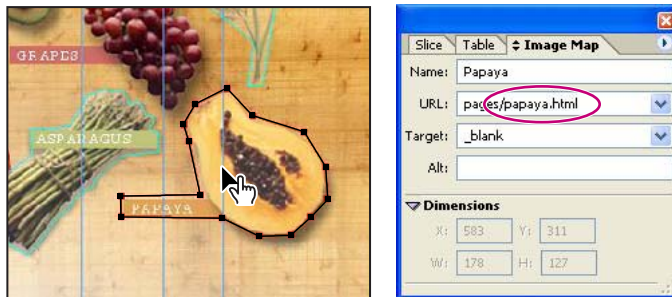 GRAPES
ASPARAGUS
PAPAYA
Slice Table Image Map
Name: Papaya
URL: pages/papaya.html
Target: _blank
Alt:
Dimensions
X: 583 Y: 311
W: 178 H: 127